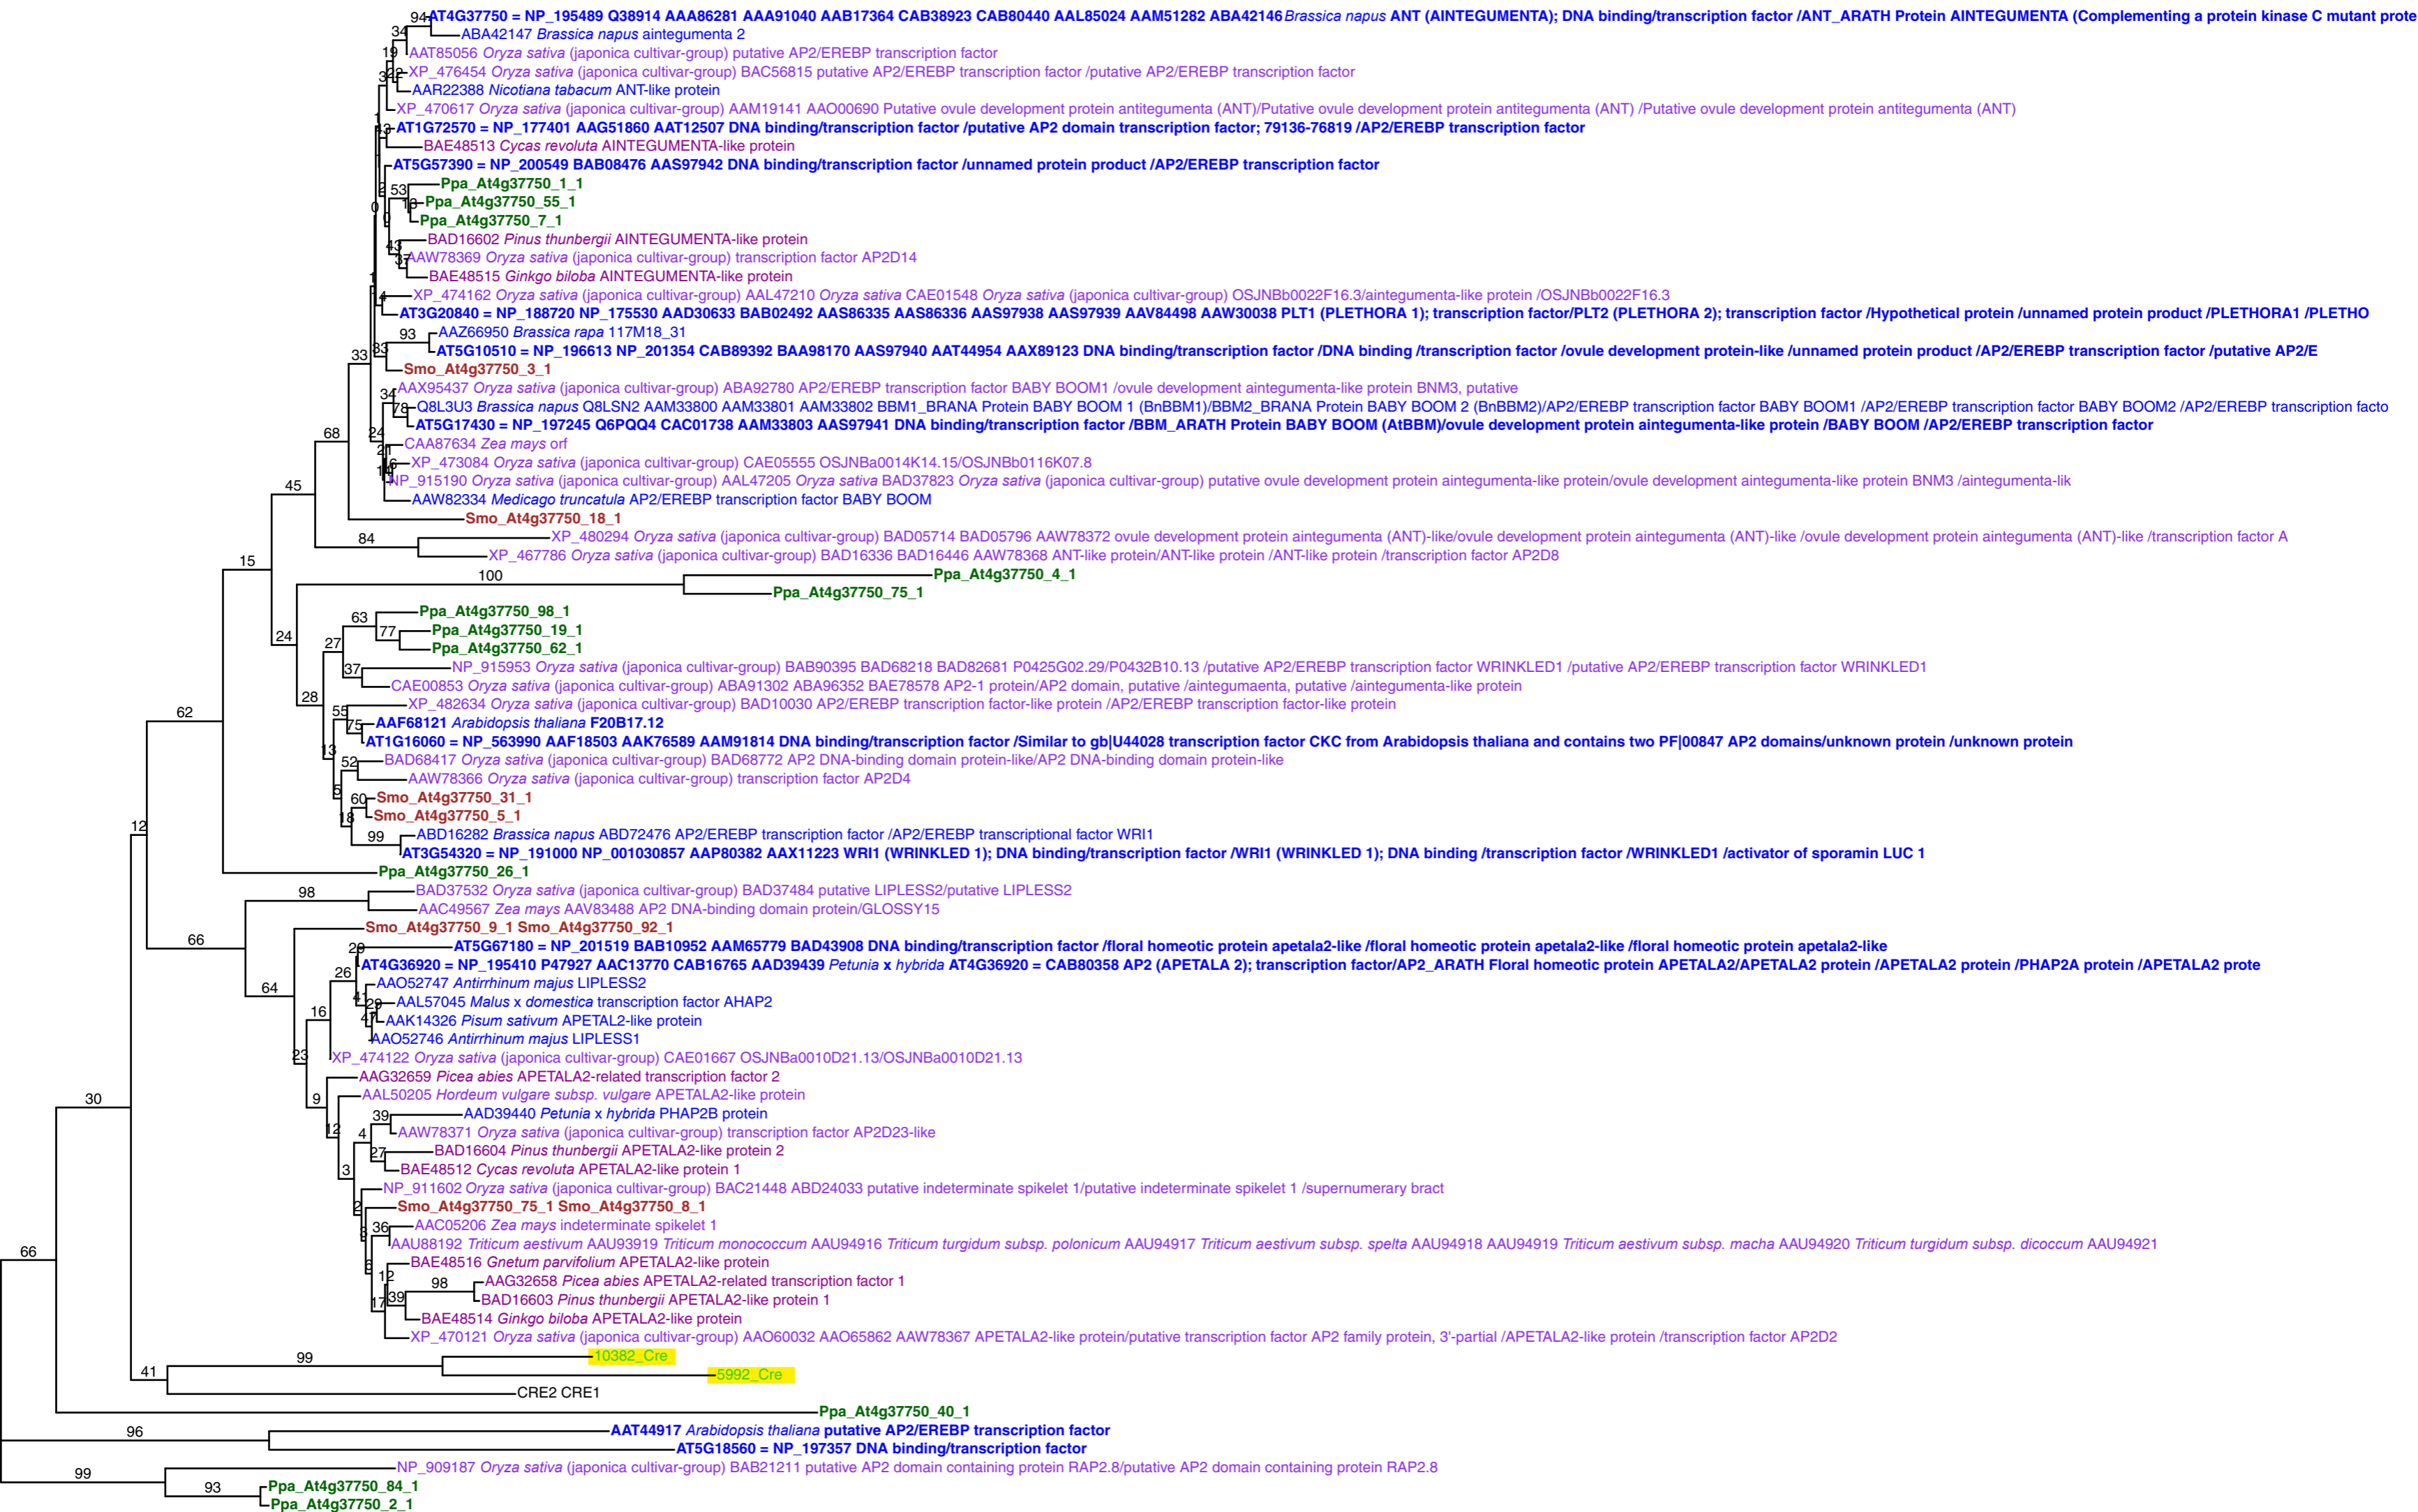 94 AT4G37750 = NP_195489 Q38914 AAA86281 AAA91040 AAB17364 CAB38923 CAB80440 AAL85024 AAM51282 ABA42146 Brassica napus ANT (AINTEGUMENTA); DNA binding/transcription factor /ANT_ARATH Protein AINTEGUMENTA (Complementing a protein kinase C mutant prote
34 ABA42147 Brassica napus aintegumenta 2
19 AAT85056 Oryza sativa (japonica cultivar-group) putative AP2/EREBP transcription factor
XP_476454 Oryza sativa (japonica cultivar-group) BAC56815 putative AP2/EREBP transcription factor /putative AP2/EREBP transcription factor
AAR22388 Nicotiana tabacum ANT-like protein
XP_470617 Oryza sativa (japonica cultivar-group) AAM19141 AAO00690 Putative ovule development protein antitegumenta (ANT)/Putative ovule development protein antitegumenta (ANT) /Putative ovule development protein antitegumenta (ANT)
1
43 AT1G72570 = NP_177401 AAG51860 AAT12507 DNA binding/transcription factor /putative AP2 domain transcription factor; 79136-76819 /AP2/EREBP transcription factor
BAE48513 Cycas revoluta AINTEGUMENTA-like protein
AT5G57390 = NP_200549 BAB08476 AAS97942 DNA binding/transcription factor /unnamed protein product /AP2/EREBP transcription factor
Ppa_At4g37750_1_1
2 53
Ppa_At4g37750_55_1
0 0 Ppa_At4g37750_7_1
BAD16602 Pinus thunbergii AINTEGUMENTA-like protein
43
AAW78369 Oryza sativa (japonica cultivar-group) transcription factor AP2D14
1 BAE48515 Ginkgo biloba AINTEGUMENTA-like protein
4 XP_474162 Oryza sativa (japonica cultivar-group) AAL47210 Oryza sativa CAE01548 Oryza sativa (japonica cultivar-group) OSJNBb0022F16.3/aintegumenta-like protein /OSJNBb0022F16.3
AT3G20840 = NP_188720 NP_175530 AAD30633 BAB02492 AAS86335 AAS86336 AAS97938 AAS97939 AAV84498 AAW30038 PLT1 (PLETHORA 1); transcription factor/PLT2 (PLETHORA 2); transcription factor /Hypothetical protein /unnamed protein product /PLETHORA1 /PLETHO
93 AAZ66950 Brassica rapa 117M18_31
33 33 AT5G10510 = NP_196613 NP_201354 CAB89392 BAA98170 AAS97940 AAT44954 AAX89123 DNA binding/transcription factor /DNA binding /transcription factor /ovule development protein-like /unnamed protein product /AP2/EREBP transcription factor /putative AP2/E
Smo_At4g37750_3_1
AAX95437 Oryza sativa (japonica cultivar-group) ABA92780 AP2/EREBP transcription factor BABY BOOM1 /ovule development aintegumenta-like protein BNM3, putative
34
78 Q8L3U3 Brassica napus Q8LSN2 AAM33800 AAM33801 AAM33802 BBM1_BRANA Protein BABY BOOM 1 (BnBBM1)/BBM2_BRANA Protein BABY BOOM 2 (BnBBM2)/AP2/EREBP transcription factor BABY BOOM1 /AP2/EREBP transcription factor BABY BOOM2 /AP2/EREBP transcription facto
AT5G17430 = NP_197245 Q6PQQ4 CAC01738 AAM33803 AAS97941 DNA binding/transcription factor /BBM_ARATH Protein BABY BOOM (AtBBM)/ovule development protein aintegumenta-like protein /BABY BOOM /AP2/EREBP transcription factor
68 24
21 CAA87634 Zea mays orf
XP_473084 Oryza sativa (japonica cultivar-group) CAE05555 OSJNBa0014K14.15/OSJNBb0116K07.8
NP_915190 Oryza sativa (japonica cultivar-group) AAL47205 Oryza sativa BAD37823 Oryza sativa (japonica cultivar-group) putative ovule development protein aintegumenta-like protein/ovule development aintegumenta-like protein BNM3 /aintegumenta-lik
45
AAW82334 Medicago truncatula AP2/EREBP transcription factor BABY BOOM
Smo_At4g37750_18_1
84 XP_480294 Oryza sativa (japonica cultivar-group) BAD05714 BAD05796 AAW78372 ovule development protein aintegumenta (ANT)-like/ovule development protein aintegumenta (ANT)-like /ovule development protein aintegumenta (ANT)-like /transcription factor A
XP_467786 Oryza sativa (japonica cultivar-group) BAD16336 BAD16446 AAW78368 ANT-like protein/ANT-like protein /ANT-like protein /transcription factor AP2D8
15
100 Ppa_At4g37750_4_1
Ppa_At4g37750_75_1
Ppa_At4g37750_98_1
63
24 77 Ppa_At4g37750_19_1
27 Ppa_At4g37750_62_1
37 NP_915953 Oryza sativa (japonica cultivar-group) BAB90395 BAD68218 BAD82681 P0425G02.29/P0432B10.13 /putative AP2/EREBP transcription factor WRINKLED1 /putative AP2/EREBP transcription factor WRINKLED1
CAE00853 Oryza sativa (japonica cultivar-group) ABA91302 ABA96352 BAE78578 AP2-1 protein/AP2 domain, putative /aintegumaenta, putative /aintegumenta-like protein
28
XP_482634 Oryza sativa (japonica cultivar-group) BAD10030 AP2/EREBP transcription factor-like protein /AP2/EREBP transcription factor-like protein
62 55
75 AAF68121 Arabidopsis thaliana F20B17.12
AT1G16060 = NP_563990 AAF18503 AAK76589 AAM91814 DNA binding/transcription factor /Similar to gb|U44028 transcription factor CKC from Arabidopsis thaliana and contains two PF|00847 AP2 domains/unknown protein /unknown protein
13
52 BAD68417 Oryza sativa (japonica cultivar-group) BAD68772 AP2 DNA-binding domain protein-like/AP2 DNA-binding domain protein-like
AAW78366 Oryza sativa (japonica cultivar-group) transcription factor AP2D4
5
60 Smo_At4g37750_31_1
18 Smo_At4g37750_5_1
12 99 ABD16282 Brassica napus ABD72476 AP2/EREBP transcription factor /AP2/EREBP transcriptional factor WRI1
AT3G54320 = NP_191000 NP_001030857 AAP80382 AAX11223 WRI1 (WRINKLED 1); DNA binding/transcription factor /WRI1 (WRINKLED 1); DNA binding /transcription factor /WRINKLED1 /activator of sporamin LUC 1
Ppa_At4g37750_26_1
98 BAD37532 Oryza sativa (japonica cultivar-group) BAD37484 putative LIPLESS2/putative LIPLESS2
AAC49567 Zea mays AAV83488 AP2 DNA-binding domain protein/GLOSSY15
Smo_At4g37750_9_1 Smo_At4g37750_92_1
66 29 AT5G67180 = NP_201519 BAB10952 AAM65779 BAD43908 DNA binding/transcription factor /floral homeotic protein apetala2-like /floral homeotic protein apetala2-like /floral homeotic protein apetala2-like
AT4G36920 = NP_195410 P47927 AAC13770 CAB16765 AAD39439 Petunia x hybrida AT4G36920 = CAB80358 AP2 (APETALA 2); transcription factor/AP2_ARATH Floral homeotic protein APETALA2/APETALA2 protein /APETALA2 protein /PHAP2A protein /APETALA2 prote
26
64 AAO52747 Antirrhinum majus LIPLESS2
41 29 AAL57045 Malus x domestica transcription factor AHAP2
16 47 AAK14326 Pisum sativum APETAL2-like protein
AAO52746 Antirrhinum majus LIPLESS1
23 XP_474122 Oryza sativa (japonica cultivar-group) CAE01667 OSJNBa0010D21.13/OSJNBa0010D21.13
AAG32659 Picea abies APETALA2-related transcription factor 2
30 9 AAL50205 Hordeum vulgare subsp. vulgare APETALA2-like protein
39 AAD39440 Petunia x hybrida PHAP2B protein
12 4 AAW78371 Oryza sativa (japonica cultivar-group) transcription factor AP2D23-like
27 BAD16604 Pinus thunbergii APETALA2-like protein 2
3 BAE48512 Cycas revoluta APETALA2-like protein 1
NP_911602 Oryza sativa (japonica cultivar-group) BAC21448 ABD24033 putative indeterminate spikelet 1/putative indeterminate spikelet 1 /supernumerary bract
2 Smo_At4g37750_75_1 Smo_At4g37750_8_1
36 AAC05206 Zea mays indeterminate spikelet 1
AAU88192 Triticum aestivum AAU93919 Triticum monococcum AAU94916 Triticum turgidum subsp. polonicum AAU94917 Triticum aestivum subsp. spelta AAU94918 AAU94919 Triticum aestivum subsp. macha AAU94920 Triticum turgidum subsp. dicoccum AAU94921
66 BAE48516 Gnetum parvifolium APETALA2-like protein
12
98 AAG32658 Picea abies APETALA2-related transcription factor 1
17 39 BAD16603 Pinus thunbergii APETALA2-like protein 1
BAE48514 Ginkgo biloba APETALA2-like protein
XP_470121 Oryza sativa (japonica cultivar-group) AAO60032 AAO65862 AAW78367 APETALA2-like protein/putative transcription factor AP2 family protein, 3'-partial /APETALA2-like protein /transcription factor AP2D2
99 10382_Cre
41 5992_Cre
CRE2 CRE1
Ppa_At4g37750_40_1
96 AAT44917 Arabidopsis thaliana putative AP2/EREBP transcription factor
AT5G18560 = NP_197357 DNA binding/transcription factor
99 NP_909187 Oryza sativa (japonica cultivar-group) BAB21211 putative AP2 domain containing protein RAP2.8/putative AP2 domain containing protein RAP2.8
93 Ppa_At4g37750_84_1
Ppa_At4g37750_2_1